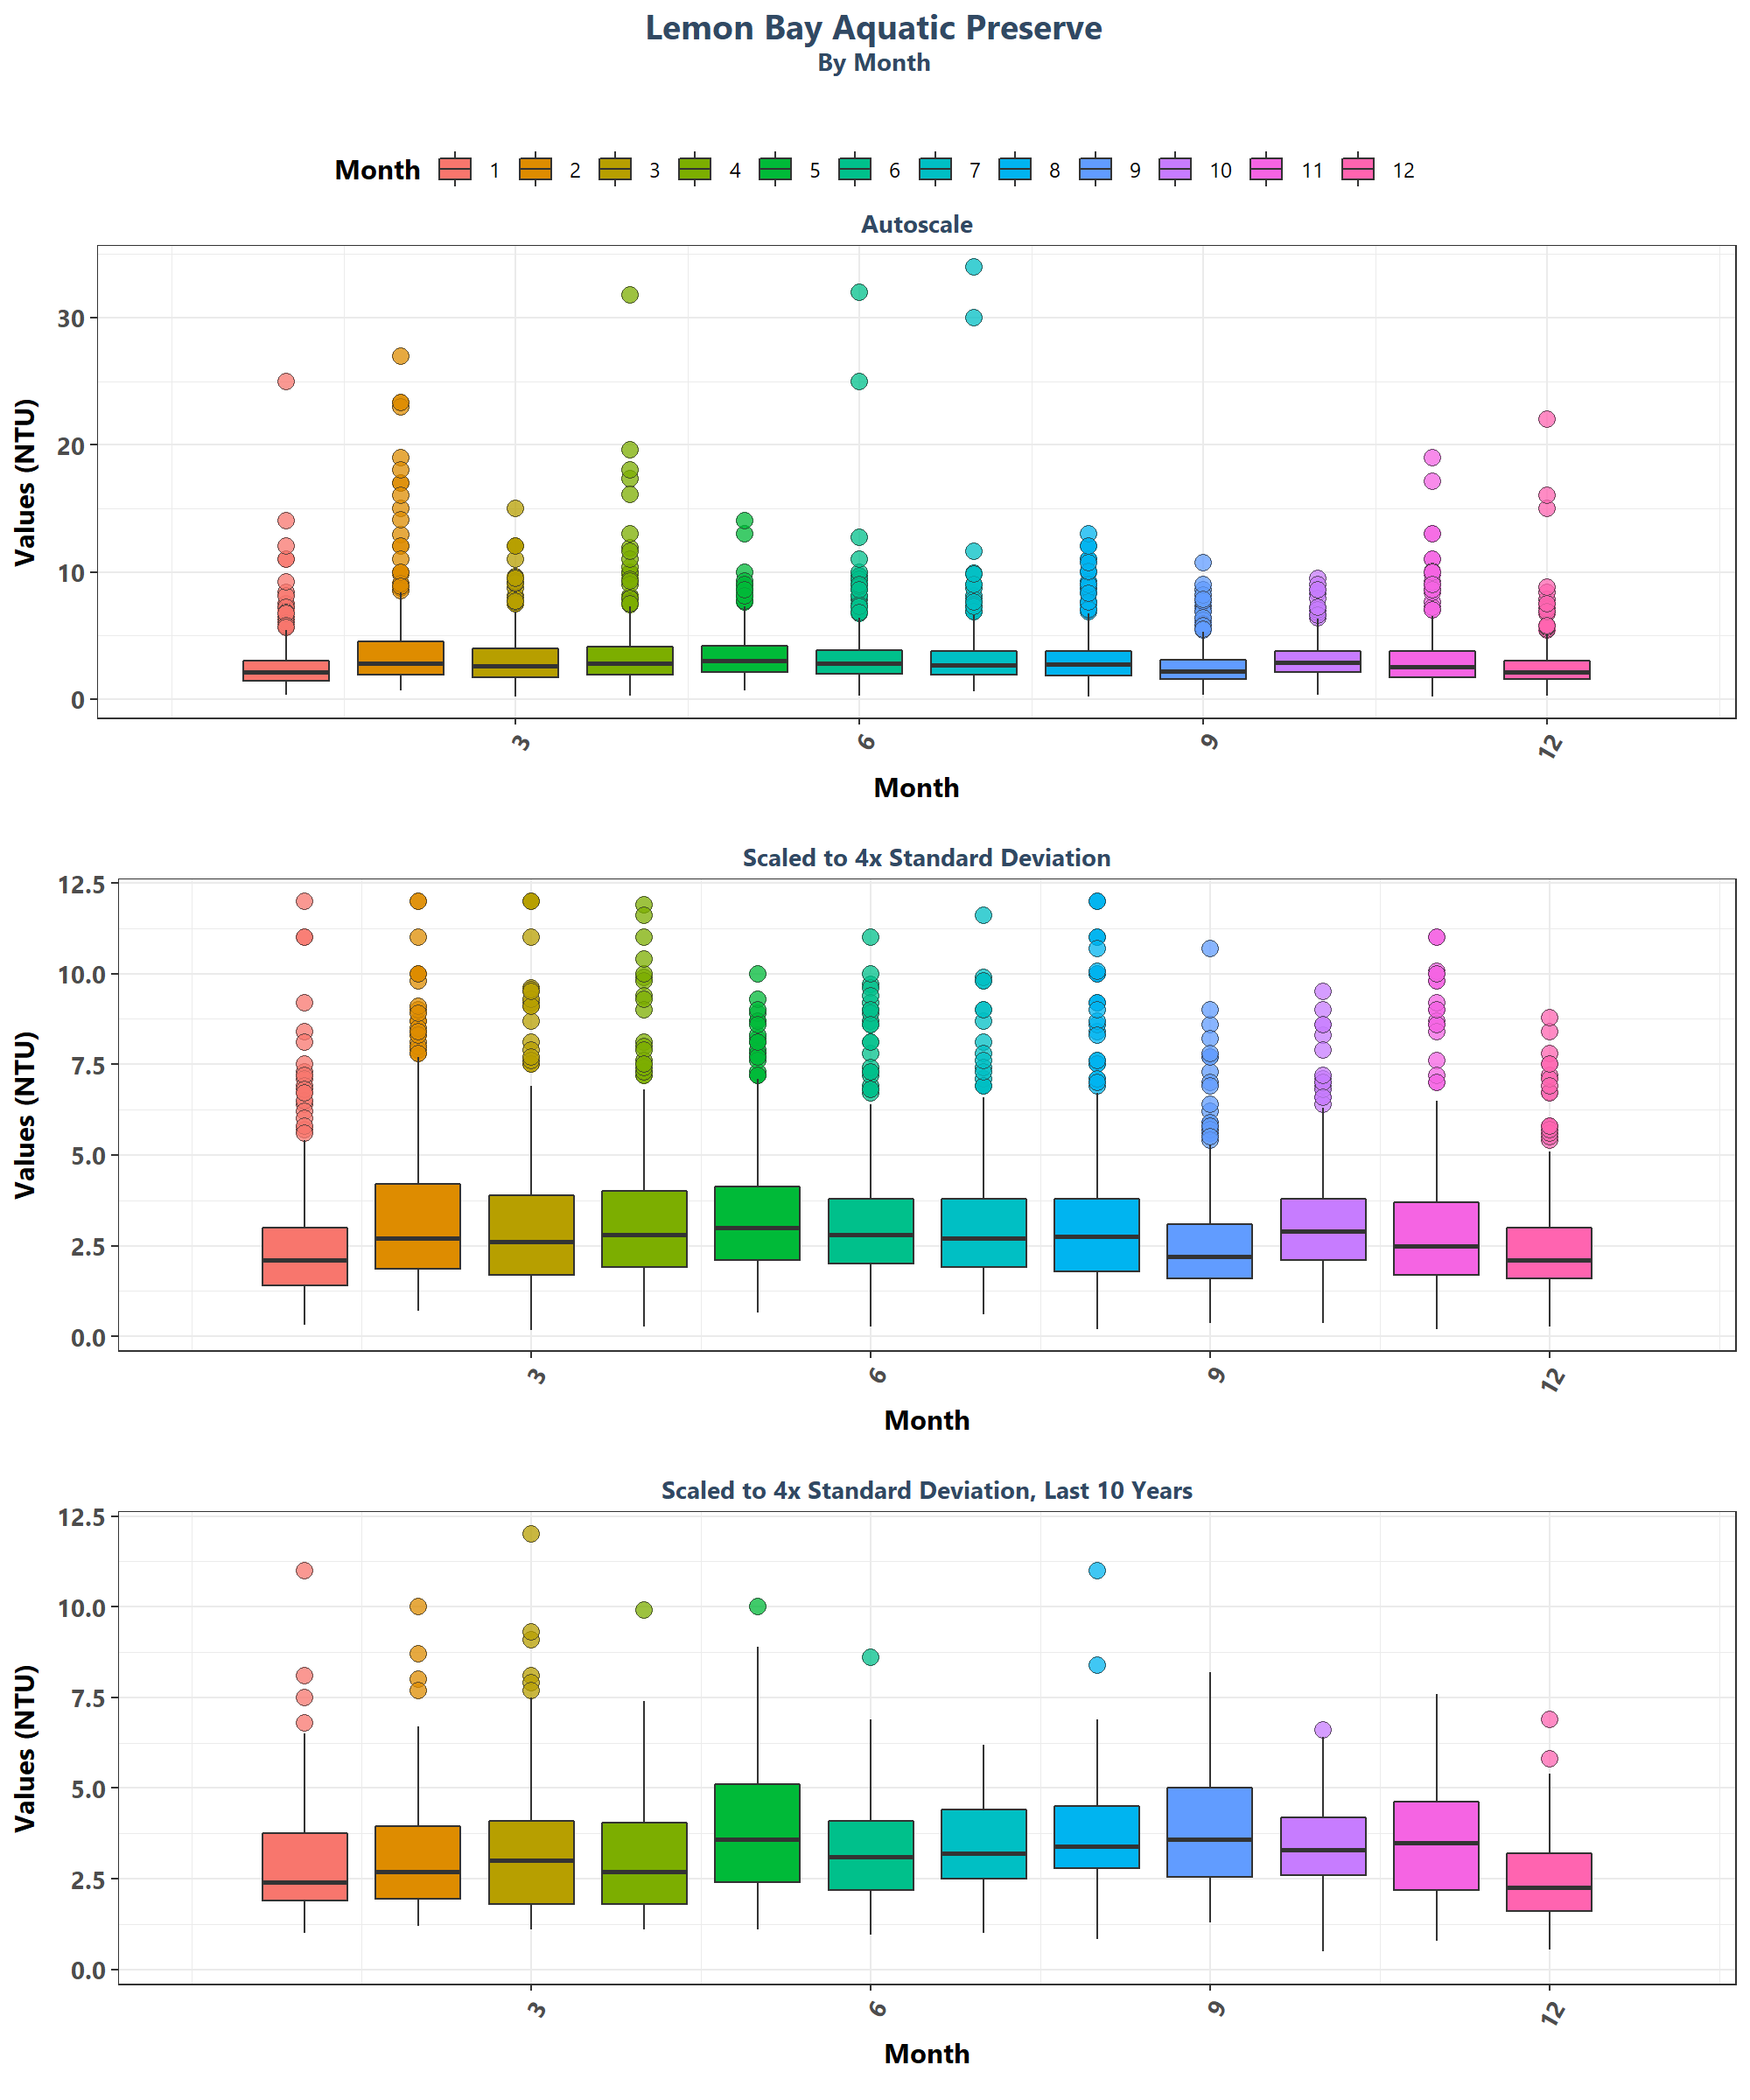 Lemon Bay Aquatic Preserve
By Month
Month 1 2 3 4 5 6 7 8 9 10 11 12
Autoscale
Values (NTU)
30
20
10
0
3 6 9 12
Month
Scaled to 4x Standard Deviation
Values (NTU)
12.5
10.0
7.5
5.0
2.5
0.0
3 6 9 12
Month
Scaled to 4x Standard Deviation, Last 10 Years
Values (NTU)
12.5
10.0
7.5
5.0
2.5
0.0
3 6 9 12
Month